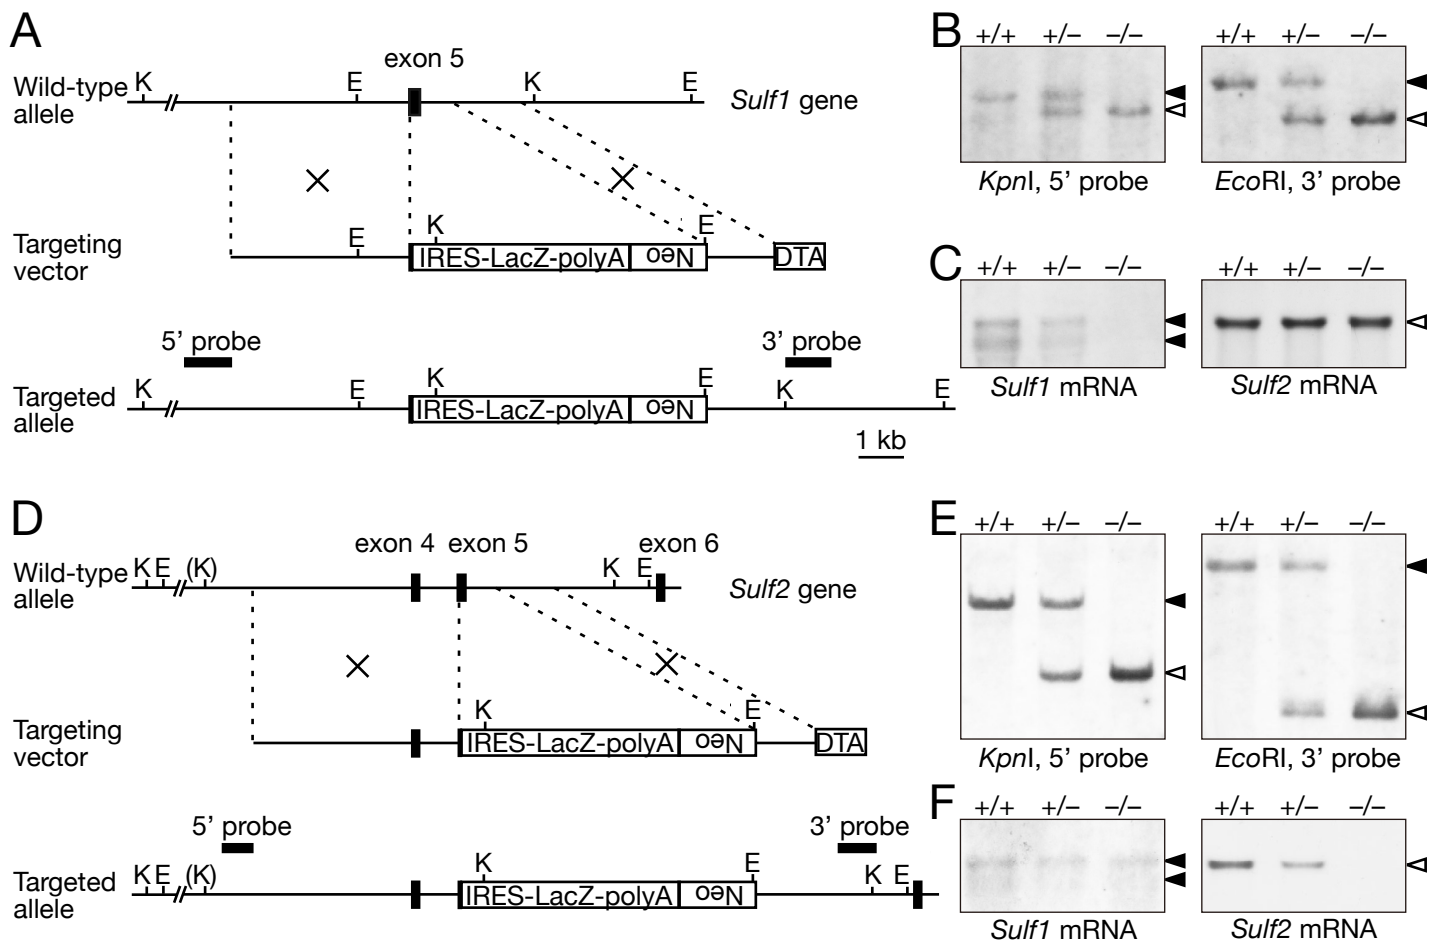 A
exon 5
Wild-type allele
K
E
K
E
Sulf1 gene
Targeting vector
E
K
E
IRES-LacZ-polyA
Neo
DTA
5’ probe
3’ probe
Targeted allele
K
E
K
E
K
E
IRES-LacZ-polyA
Neo
1 kb
B
+/+ +/– –/–
+/+ +/– –/–
KpnI, 5’ probe
EcoRI, 3’ probe
C
+/+ +/– –/–
+/+ +/– –/–
Sulf1 mRNA
Sulf2 mRNA
D
exon 4 exon 5 exon 6
Wild-type allele
K E (K)
K E
Sulf2 gene
Targeting vector
K
E
IRES-LacZ-polyA
Neo
DTA
5’ probe
3’ probe
Targeted allele
K E (K)
K
E
K E
IRES-LacZ-polyA
Neo
E
+/+ +/– –/–
+/+ +/– –/–
KpnI, 5’ probe
EcoRI, 3’ probe
F
+/+ +/– –/–
+/+ +/– –/–
Sulf1 mRNA
Sulf2 mRNA